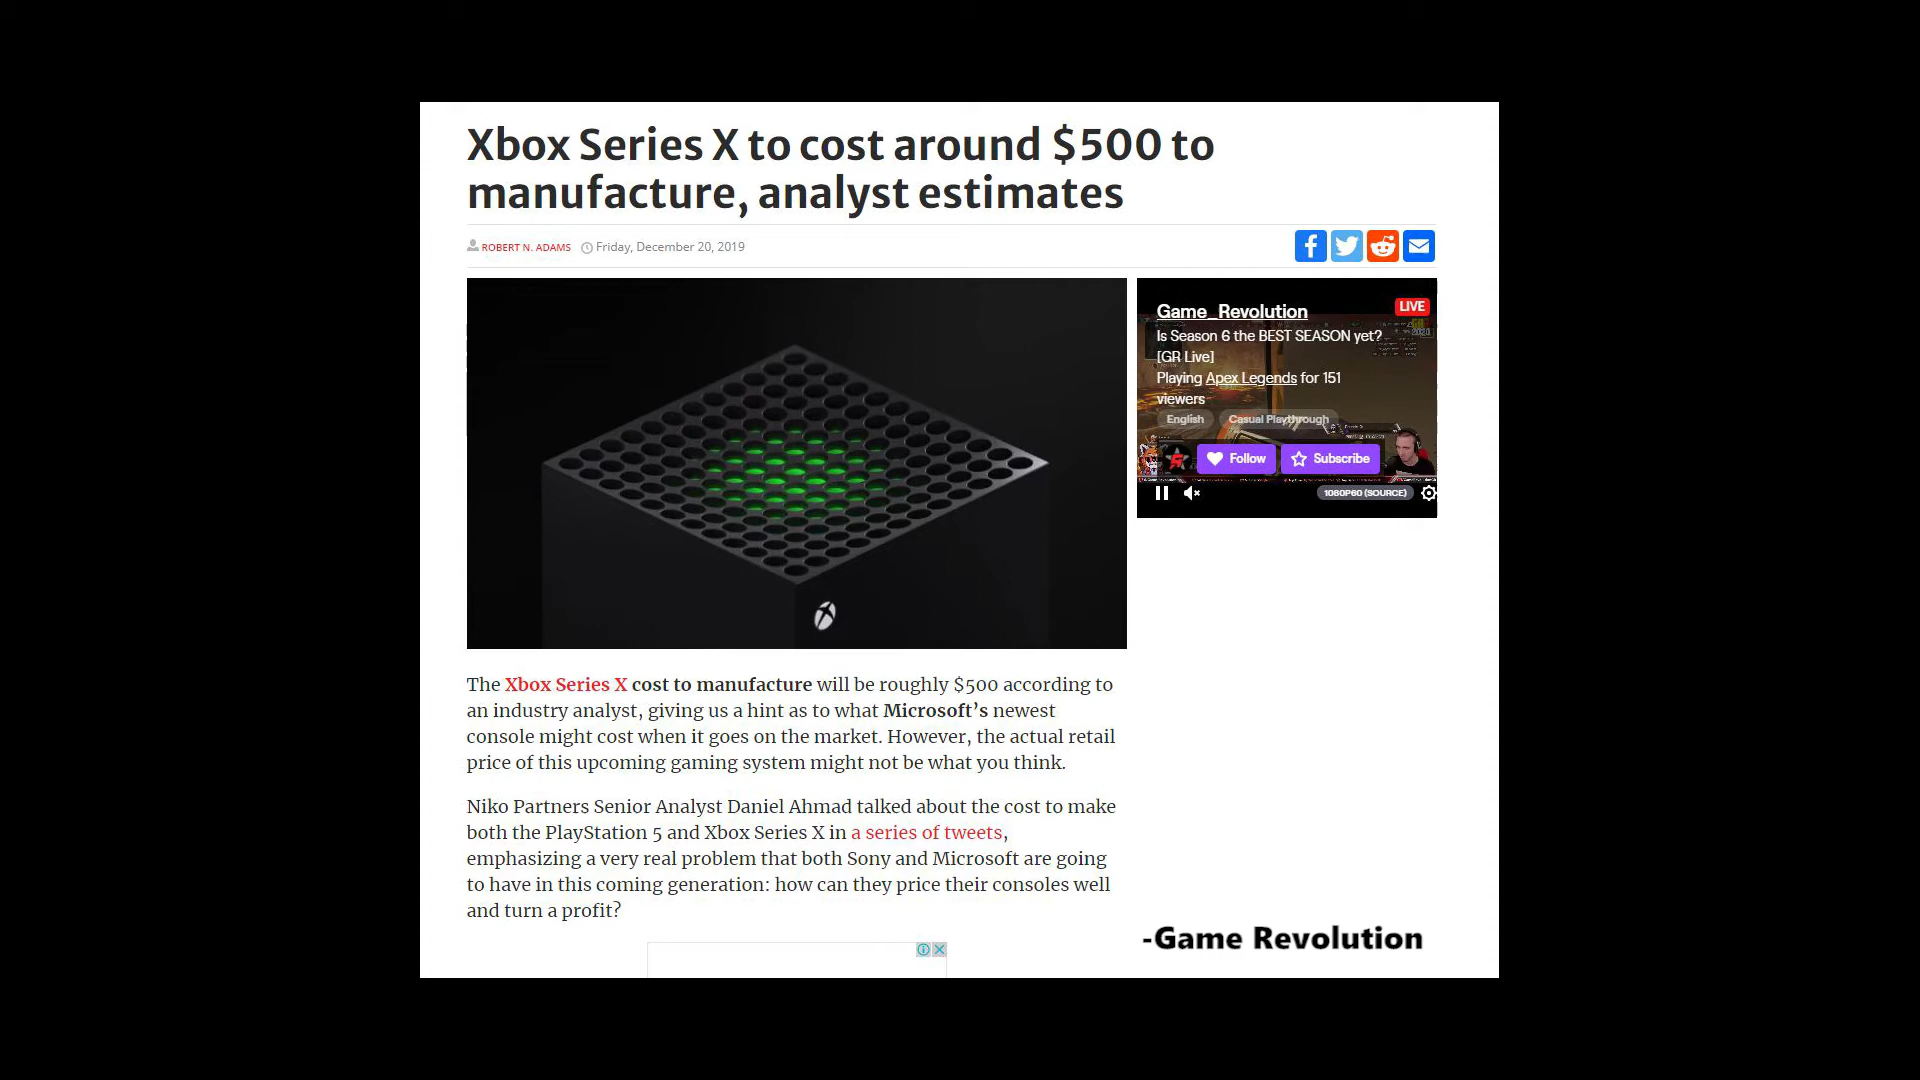 Xbox Series X to cost around $500 to
manufacture, analyst estimates
ROBERT N. ADAMS Friday, December 20, 2019
Game_Revolution
LIVE
Is Season 6 the BEST SEASON yet?
[GR Live]
Playing Apex Legends for 151
viewers
English Casual Playthrough
Follow Subscribe
1080P60 (SOURCE)
The Xbox Series X cost to manufacture will be roughly $500 according to
an industry analyst, giving us a hint as to what Microsoft’s newest
console might cost when it goes on the market. However, the actual retail
price of this upcoming gaming system might not be what you think.
Niko Partners Senior Analyst Daniel Ahmad talked about the cost to make
both the PlayStation 5 and Xbox Series X in a series of tweets,
emphasizing a very real problem that both Sony and Microsoft are going
to have in this coming generation: how can they price their consoles well
and turn a profit?
-Game Revolution